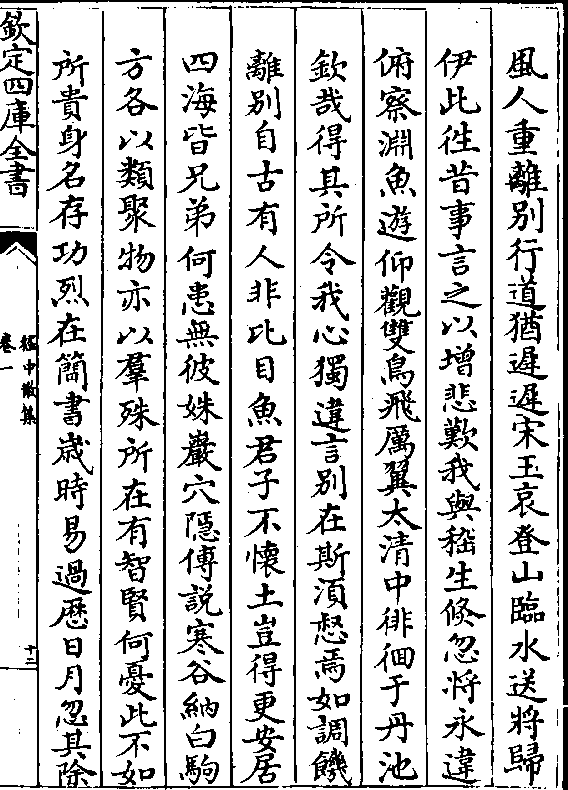 風人重離別行道猶遲遲宋玉哀登山臨水送將歸
伊此徃昔事言之以增悲歎我與嵇生倐忽將永違
俯察淵魚遊仰觀雙鳥飛厲翼太清中徘徊于丹池
欽哉得其所令我心獨違言別在斯須惄焉如調饑
離別自古有人非比目魚君子不懷土豈得更安居
四海皆兄弟何患無彼姝巖穴隱傅說寒谷納白駒
方各以類聚物亦以羣殊所在有智賢何憂此不如
所貴身名存功烈在簡書歲時易過歴日月忽其除
欽定四庫全書
嵇中散集
卷一
十二